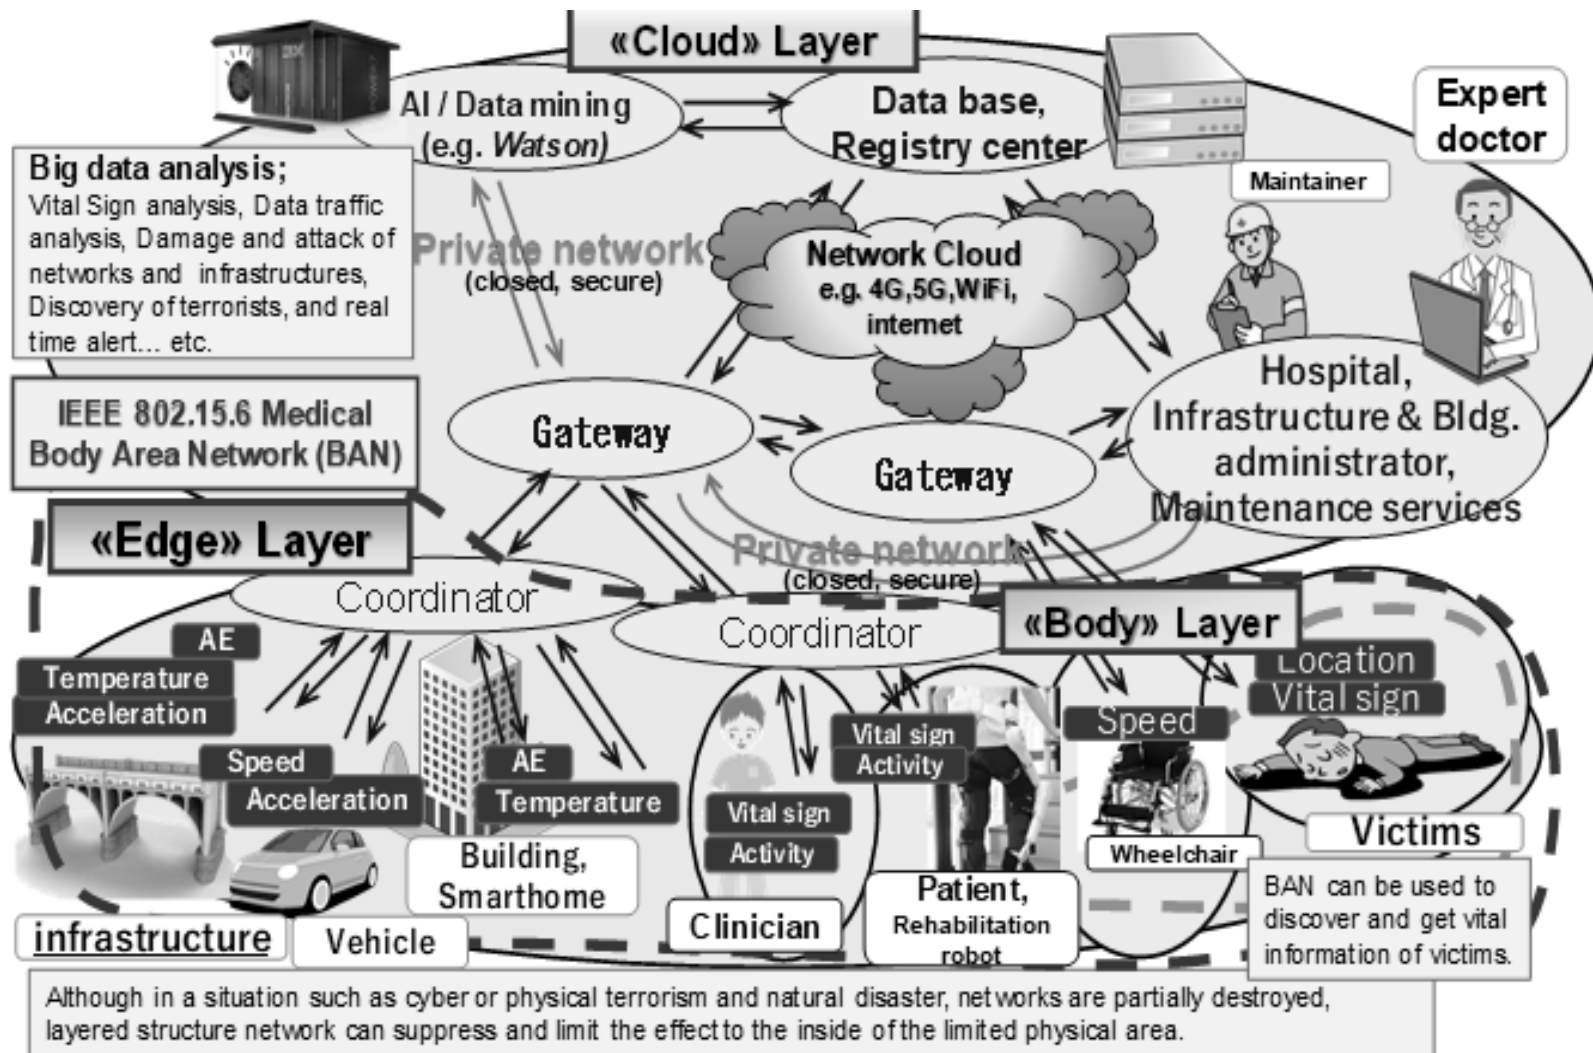 «Cloud» Layer
AI / Data mining
(e.g. Watson)
Data base,
Registry center
Expert
doctor
Maintainer
Big data analysis;
Vital Sign analysis, Data traffic
analysis, Damage and attack of
networks and infrastructures,
Discovery of terrorists, and real
time alert... etc.
Private network
(closed, secure)
Network Cloud
e.g. 4G,5G,WiFi,
internet
IEEE 802.15.6 Medical
Body Area Network (BAN)
Gateway
Gateway
Hospital,
Infrastructure & Bldg.
administrator,
Maintenance services
«Edge» Layer
Private network
(closed, secure)
Coordinator
Coordinator
«Body» Layer
AE
Temperature
Acceleration
Speed
Acceleration
AE
Temperature
Vital sign
Activity
Vital sign
Activity
Speed
Location
Vital sign
infrastructure
Vehicle
Building,
Smarthome
Clinician
Patient,
Rehabilitation
robot
Wheelchair
Victims
BAN can be used to
discover and get vital
information of victims.
Although in a situation such as cyber or physical terrorism and natural disaster, networks are partially destroyed,
layered structure network can suppress and limit the effect to the inside of the limited physical area.